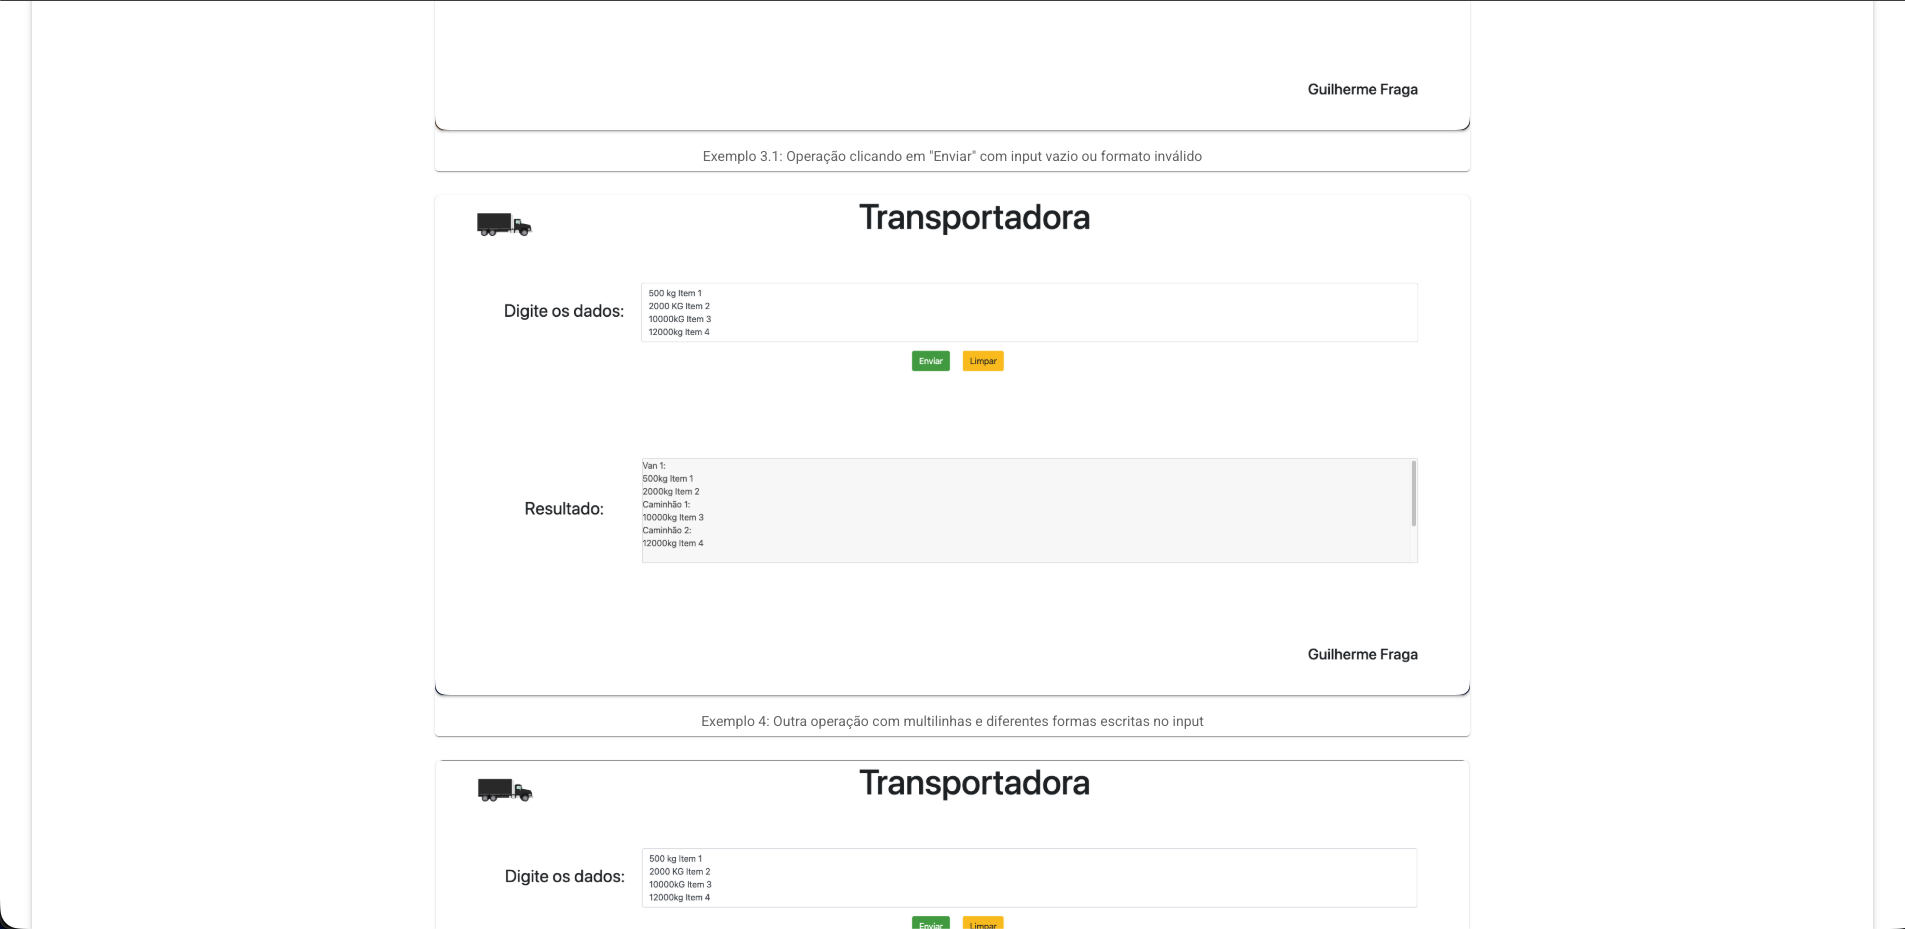 Guilherme Fraga
Exemplo 3.1: Operação clicando em "Enviar" com input vazio ou formato inválido
Transportadora
Digite os dados:
500 kg Item 1
2000 KG Item 2
10000kG Item 3
12000kg Item 4
Enviar
Limpar
Resultado:
Van 1:
500kg Item 1
2000kg Item 2
Caminhão 1:
10000kg Item 3
Caminhão 2:
12000kg Item 4
Guilherme Fraga
Exemplo 4: Outra operação com multilinhas e diferentes formas escritas no input
Transportadora
Digite os dados:
500 kg Item 1
2000 KG Item 2
10000kG Item 3
12000kg Item 4
Enviar
Limpar